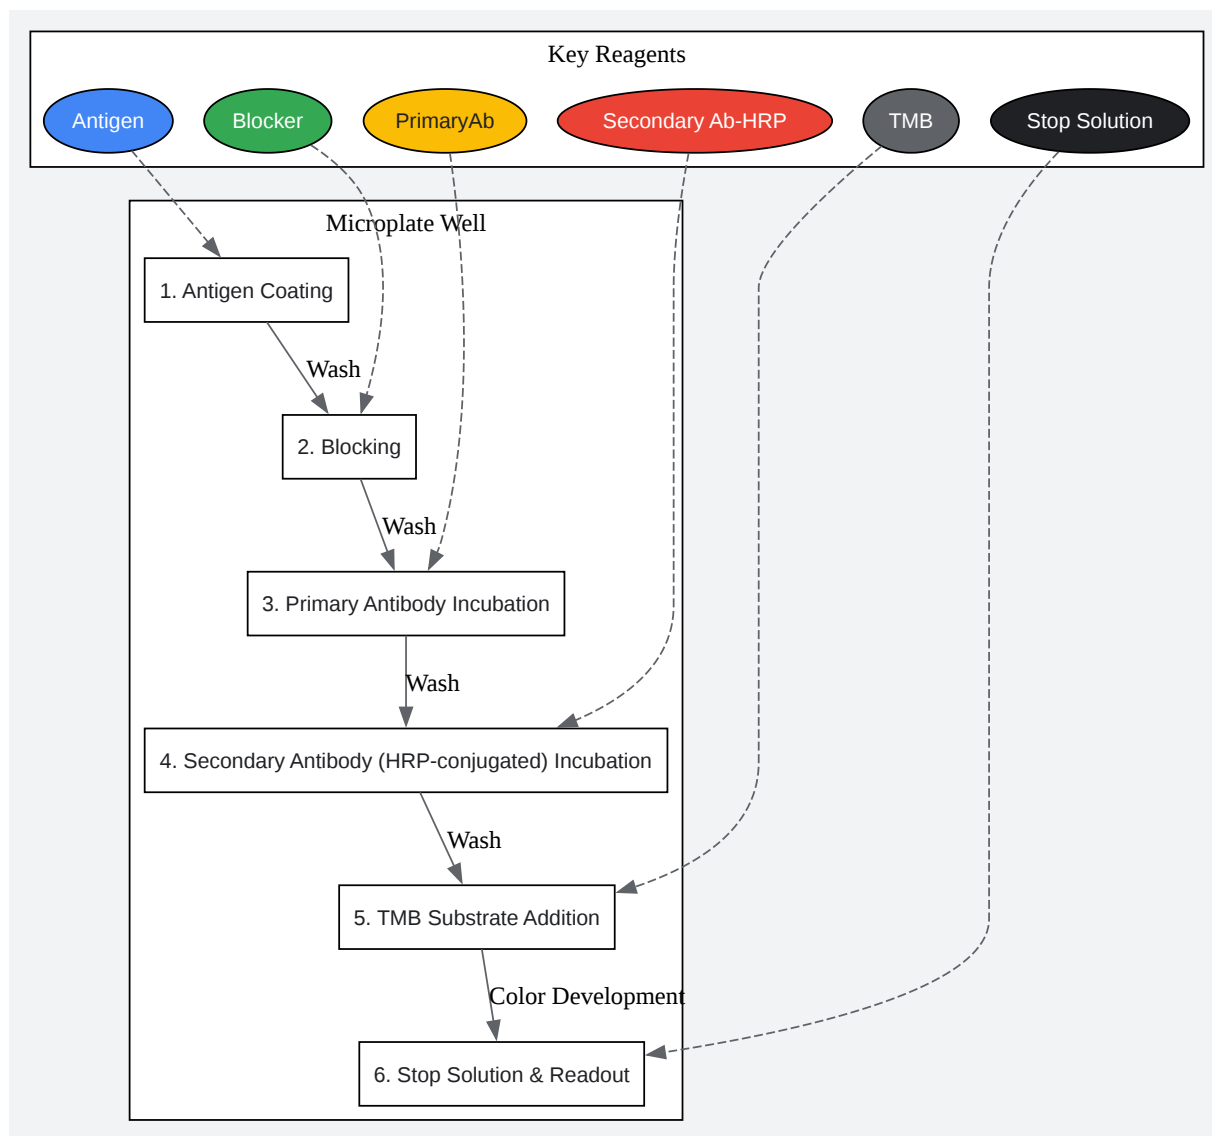 Key Reagents
Antigen
Blocker
PrimaryAb
Secondary Ab-HRP
TMB
Stop Solution
Microplate Well
1. Antigen Coating
Wash
2. Blocking
Wash
3. Primary Antibody Incubation
Wash
4. Secondary Antibody (HRP-conjugated) Incubation
Wash
5. TMB Substrate Addition
Color Development
6. Stop Solution & Readout